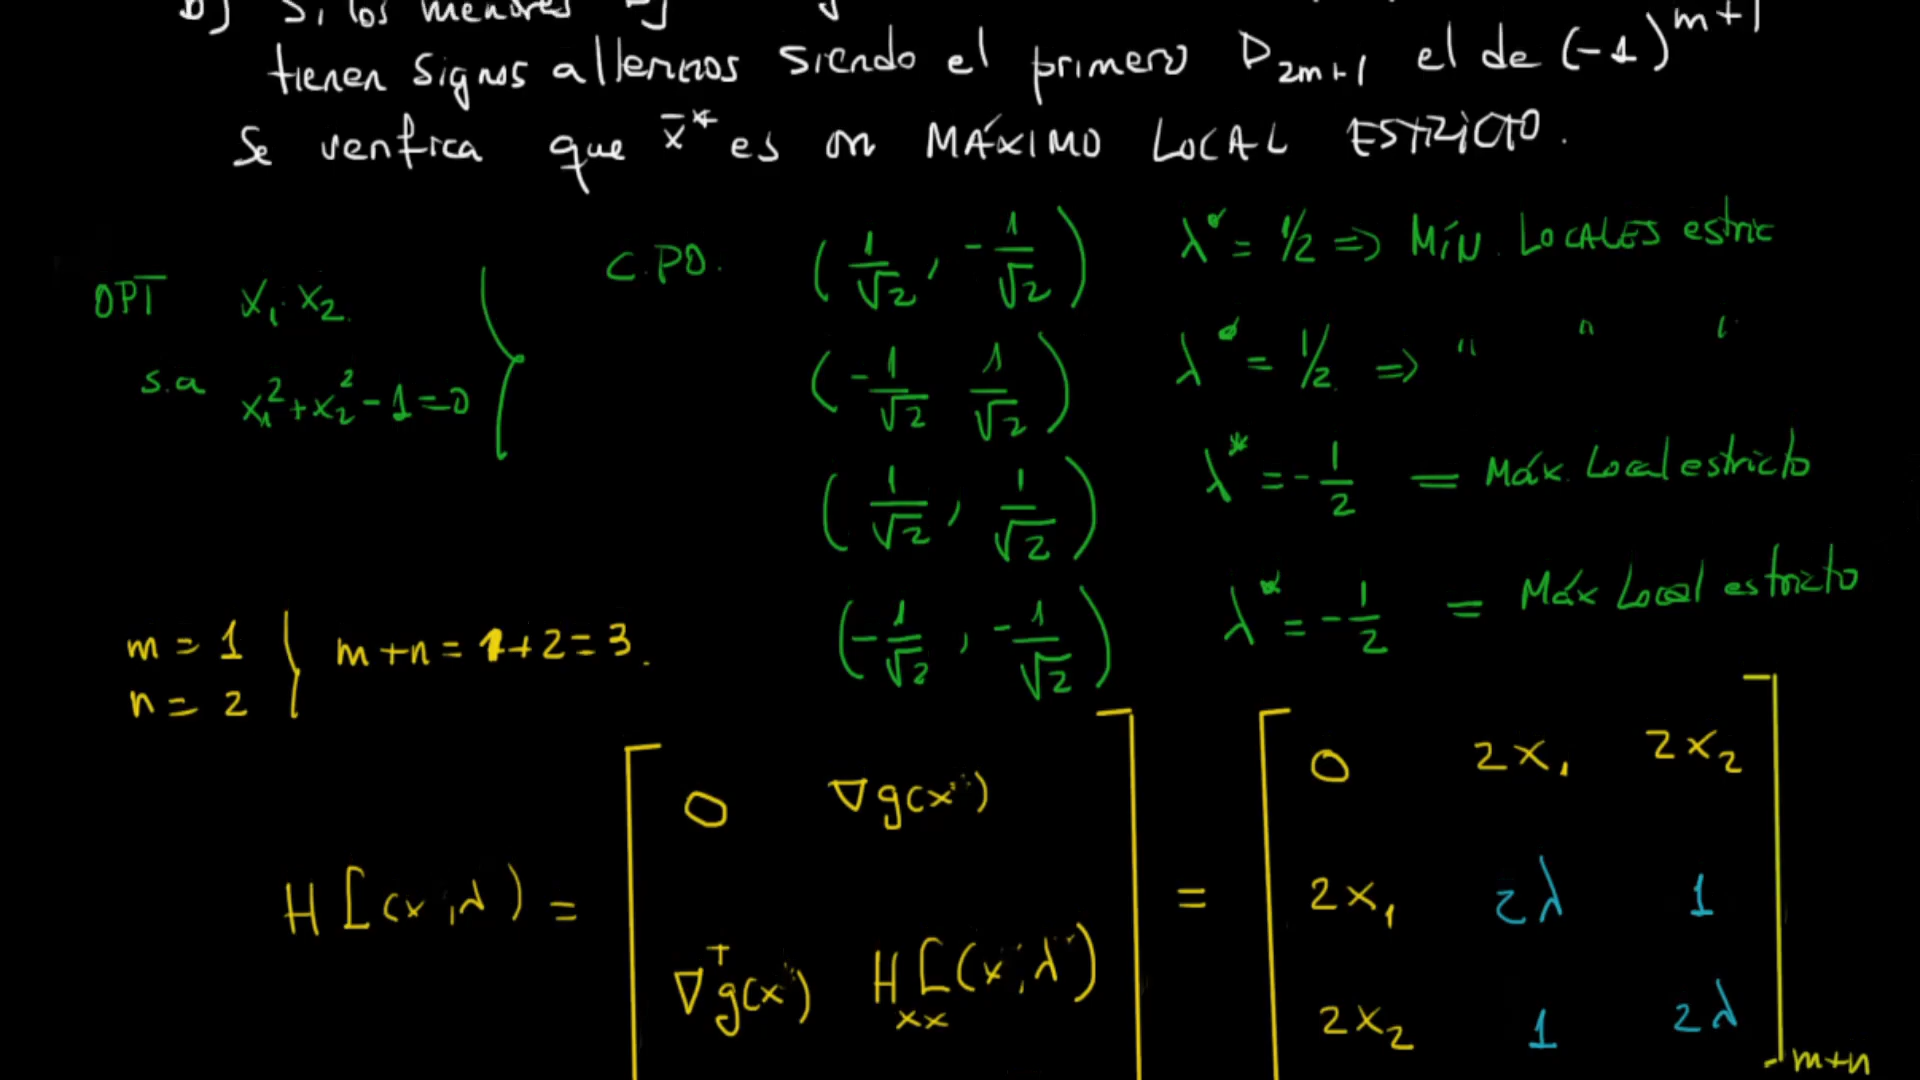 b) Si los menores
tienen signos alternos siendo el primero D₂ₘ₊₁ el de (-1)^{m+1}
Se verifica que x̄* es un MÁXIMO LOCAL ESTRICTO.
OPT x₁·x₂
s.a x₁²+x₂²-1=0
C.P.O.
(1/√2, -1/√2) λ* = 1/2 => MÍN. LOCALES estric
(-1/√2 1/√2) λ* = 1/2 => " " "
(1/√2, 1/√2) λ* = -1/2 = Máx. Local estricto
(-1/√2, -1/√2) λ* = -1/2 = Máx Local estricto
m = 1
n = 2
m+n = 1+2=3.
H L(x,λ) = [ 0 ∇g(x*) ; ∇ᵀg(x*) Hₓₓ L(x*,λ*) ] = [ 0 2x₁ 2x₂ ; 2x₁ 2λ 1 ; 2x₂ 1 2λ ] m+n